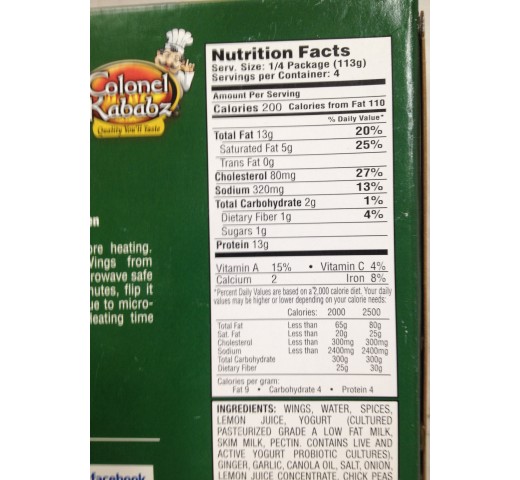 Colonel
Kababz
Quality You'll Taste
en
ore heating.
Wings from
rowave safe
nutes, flip it
ue to micro-
Heating time
facebook
Nutrition Facts
Serv. Size: 1/4 Package (113g)
Servings per Container: 4
Amount Per Serving
Calories 200 Calories from Fat 110
% Daily Value*
Total Fat 13g 20%
Saturated Fat 5g 25%
Trans Fat 0g
Cholesterol 80mg 27%
Sodium 320mg 13%
Total Carbohydrate 2g 1%
Dietary Fiber 1g 4%
Sugars 1g
Protein 13g
Vitamin A 15% • Vitamin C 4%
Calcium 2 Iron 8%
*Percent Daily Values are based on a 2,000 calorie diet. Your daily
values may be higher or lower depending on your calorie needs:
Calories: 2000 2500
Total Fat Less than 65g 80g
Sat. Fat Less than 20g 25g
Cholesterol Less than 300mg 300mg
Sodium Less than 2400mg 2400mg
Total Carbohydrate 300g 300g
Dietary Fiber 25g 30g
Calories per gram:
Fat 9 • Carbohydrate 4 • Protein 4
INGREDIENTS: WINGS, WATER, SPICES,
LEMON JUICE, YOGURT (CULTURED
PASTEURIZED GRADE A LOW FAT MILK,
SKIM MILK, PECTIN. CONTAINS LIVE AND
ACTIVE YOGURT PROBIOTIC CULTURES),
GINGER, GARLIC, CANOLA OIL, SALT, ONION,
LEMON JUICE CONCENTRATE, CHICK PEAS